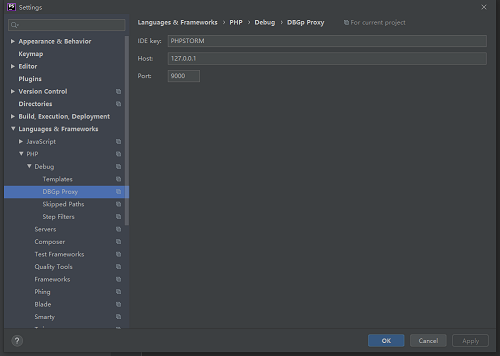 PS Settings
Appearance & Behavior
Keymap
Editor
Plugins
Version Control
Directories
Build, Execution, Deployment
Languages & Frameworks
JavaScript
PHP
Debug
Templates
DBGp Proxy
Skipped Paths
Step Filters
Servers
Composer
Test Frameworks
Quality Tools
Frameworks
Phing
Blade
Smarty
Languages & Frameworks › PHP › Debug › DBGp Proxy For current project
IDE key: PHPSTORM
Host: 127.0.0.1
Port: 9000
? OK Cancel Apply